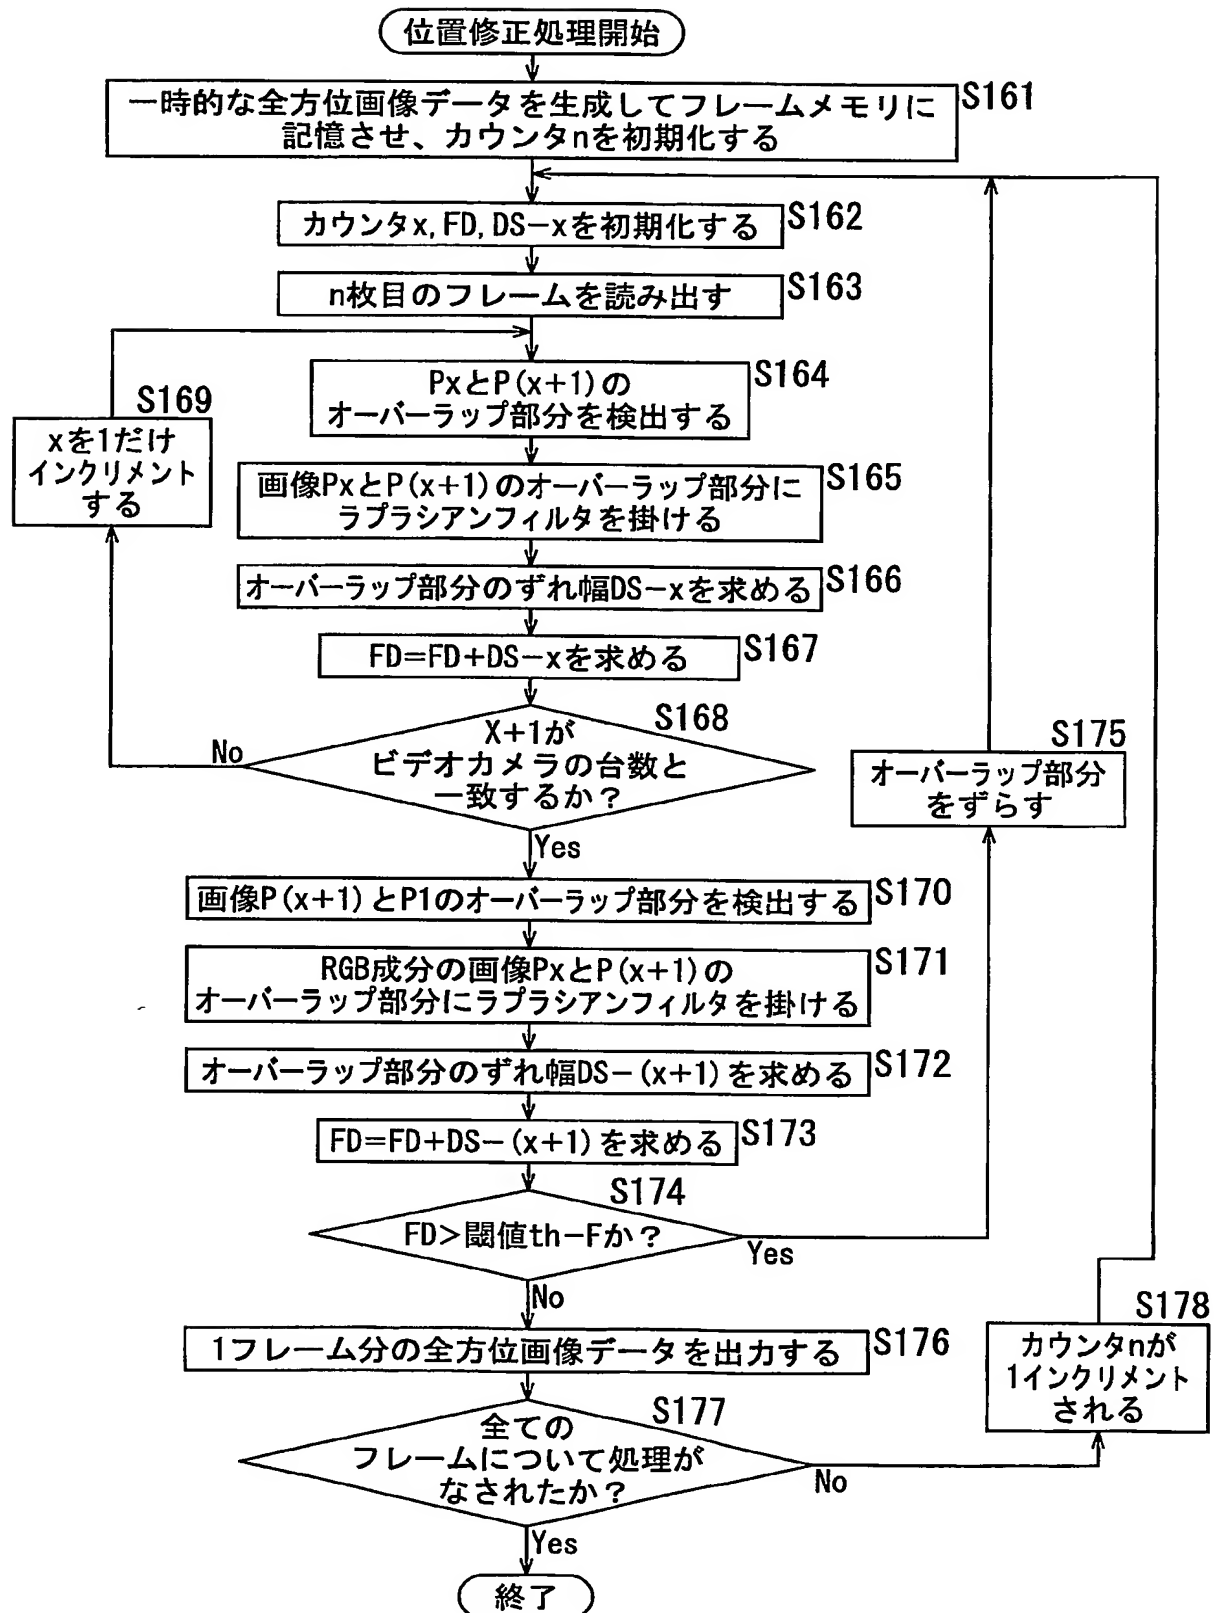 位置修正処理開始
S161
一時的な全方位画像データを生成してフレームメモリに
記憶させ、カウンタnを初期化する
S162
カウンタx, FD, DS-xを初期化する
S163
n枚目のフレームを読み出す
S164
PxとP(x+1)の
オーバーラップ部分を検出する
S169
xを1だけ
インクリメント
する
S165
画像PxとP(x+1)のオーバーラップ部分に
ラプラシアンフィルタを掛ける
S166
オーバーラップ部分のずれ幅DS-xを求める
S167
FD=FD+DS-xを求める
S168
X+1が
ビデオカメラの台数と
一致するか？
No
Yes
S175
オーバーラップ部分
をずらす
S170
画像P(x+1)とP1のオーバーラップ部分を検出する
S171
RGB成分の画像PxとP(x+1)の
オーバーラップ部分にラプラシアンフィルタを掛ける
S172
オーバーラップ部分のずれ幅DS-(x+1)を求める
S173
FD=FD+DS-(x+1)を求める
S174
FD>閾値th-Fか？
Yes
No
S176
1フレーム分の全方位画像データを出力する
S178
カウンタnが
1インクリメント
される
S177
全ての
フレームについて処理が
なされたか？
No
Yes
終了